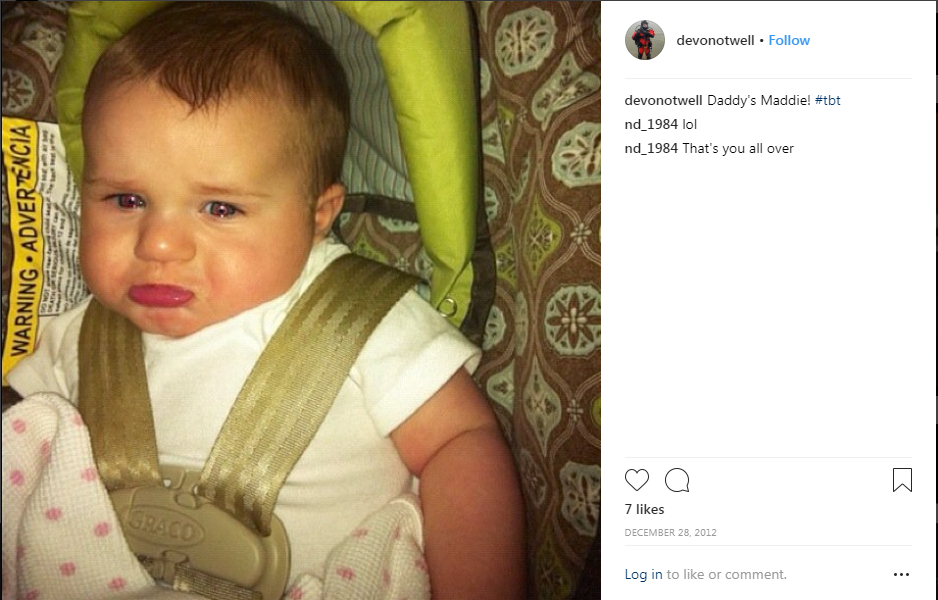 WARNING • ADVERTENCIA
GRACO
devonotwell • Follow
devonotwell Daddy's Maddie! #tbt
nd_1984 lol
nd_1984 That's you all over
7 likes
DECEMBER 28, 2012
Log in to like or comment.